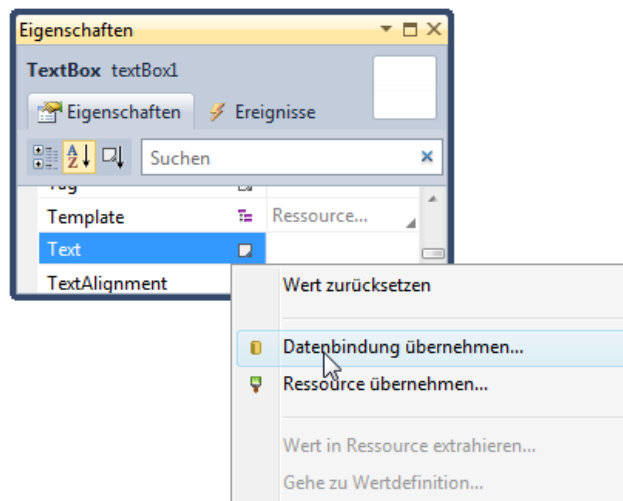 Eigenschaften
TextBox textBox1
Eigenschaften Ereignisse
A Z Suchen
Tag
Template Ressource...
Text
TextAlignment
Wert zurücksetzen
Datenbindung übernehmen...
Ressource übernehmen...
Wert in Ressource extrahieren...
Gehe zu Wertdefinition...